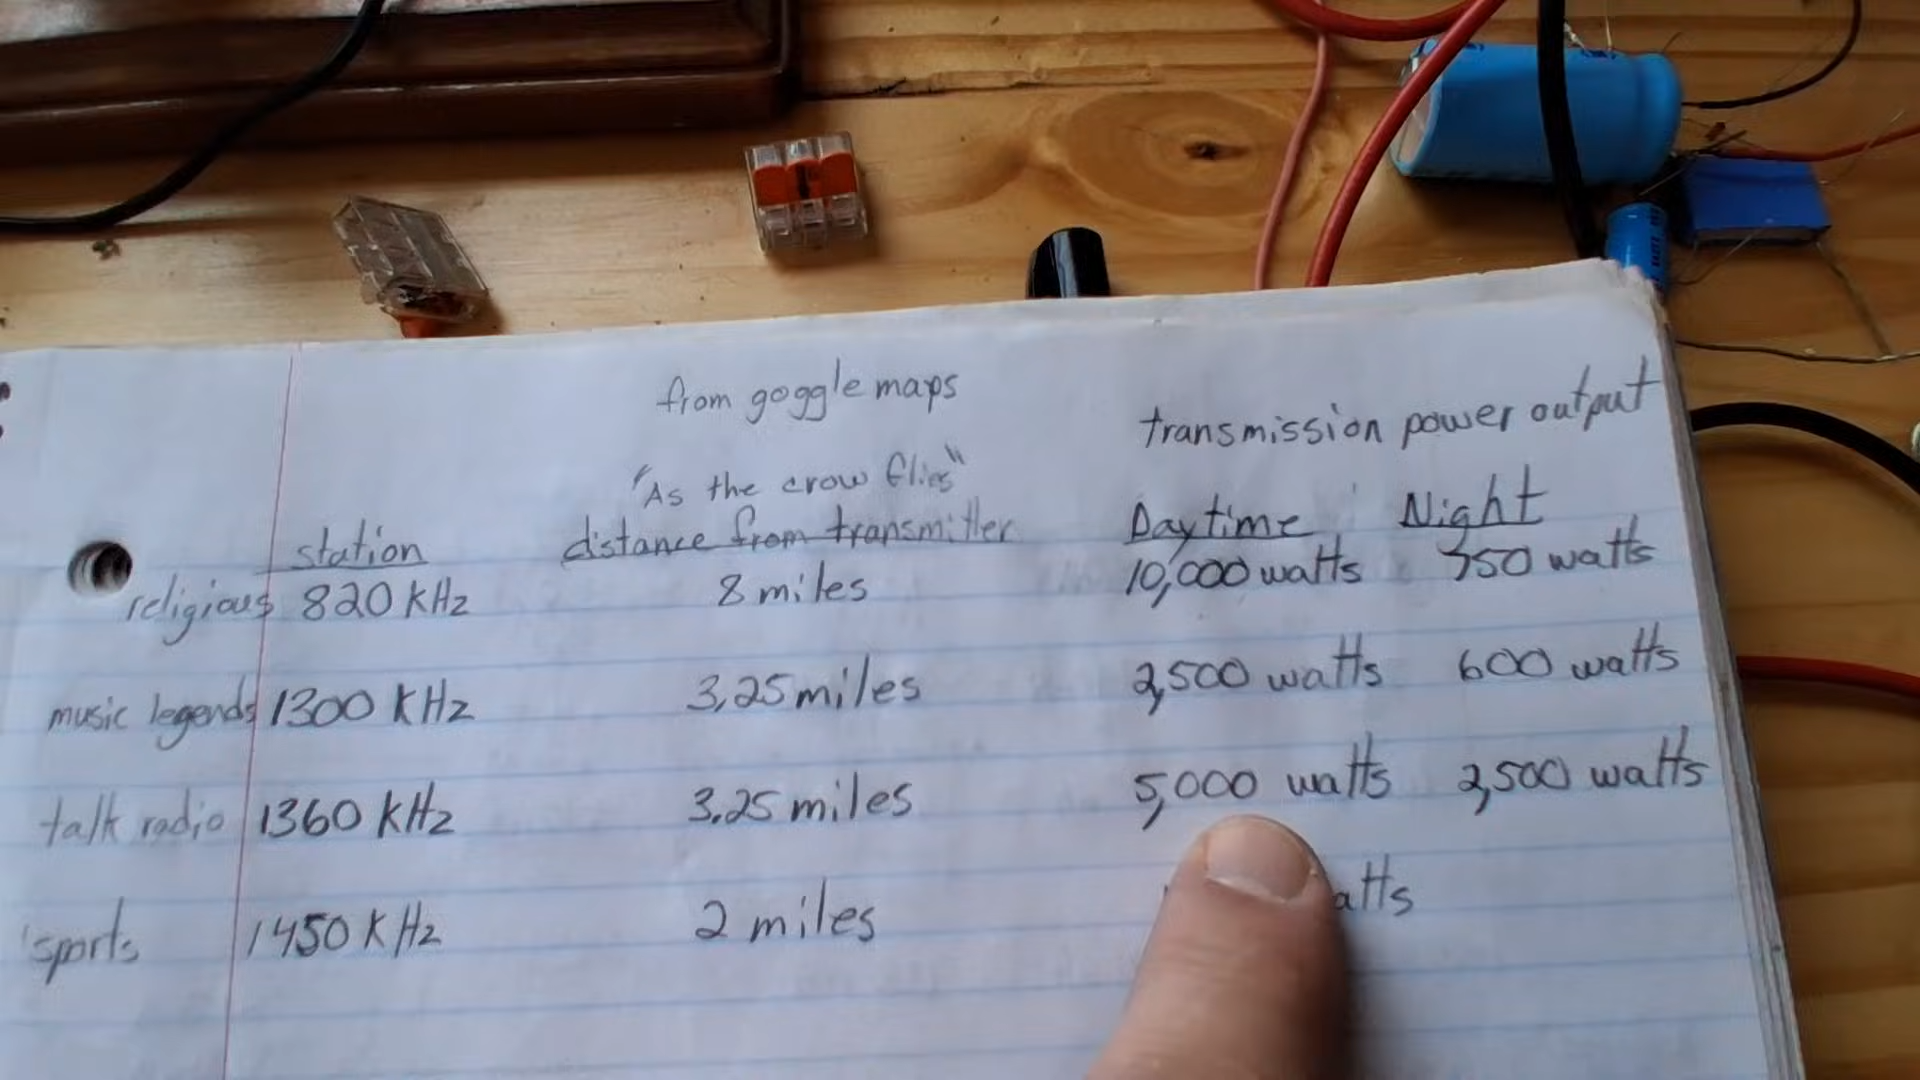 from goggle maps
transmission power output
"As the crow flies"
station distance from transmitter Daytime Night
religious 820 KHz 8 miles 10,000 watts 350 watts
music legends 1300 KHz 3,25 miles 2,500 watts 600 watts
talk radio 1360 KHz 3.25 miles 5,000 watts 2,500 watts
sports 1450 KHz 2 miles